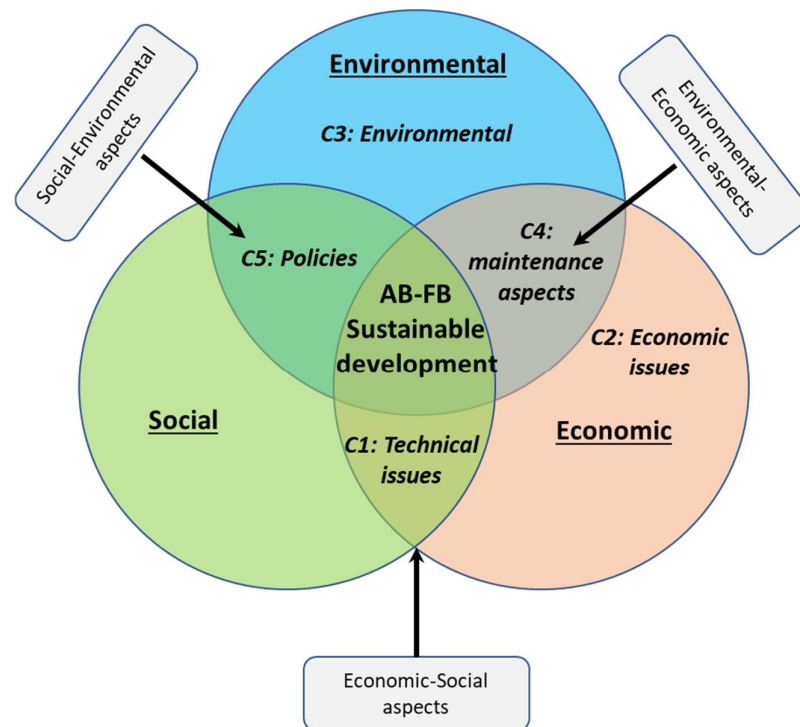 Environmental
C3: Environmental
Social-Environmental
aspects
Environmental-
Economic aspects
C5: Policies
C4:
maintenance
aspects
AB-FB
Sustainable
development
C2: Economic
issues
Social
Economic
C1: Technical
issues
Economic-Social
aspects